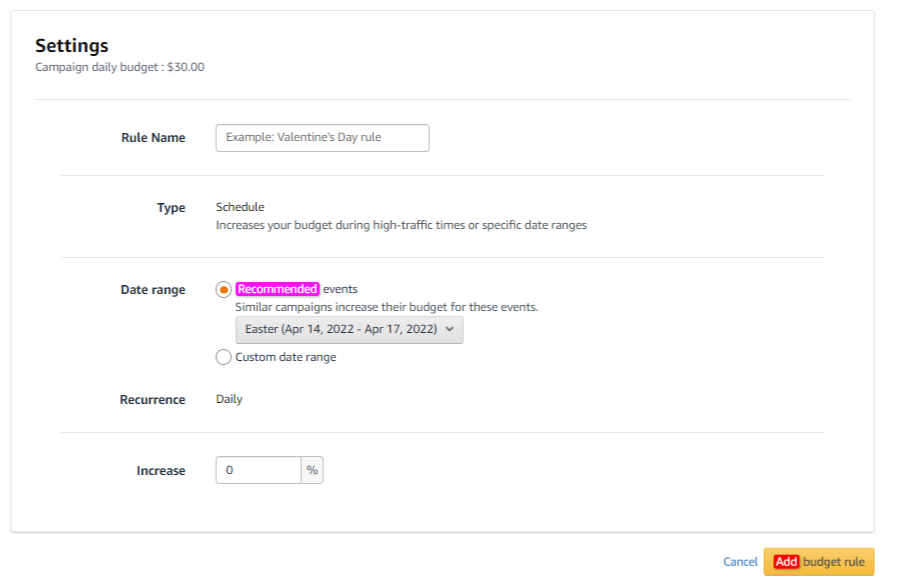 Settings
Campaign daily budget : $30.00
Rule Name
Example: Valentine's Day rule
Type
Schedule
Increases your budget during high-traffic times or specific date ranges
Date range
Recommended events
Similar campaigns increase their budget for these events.
Easter (Apr 14, 2022 - Apr 17, 2022)
Custom date range
Recurrence
Daily
Increase
0 %
Cancel
Add budget rule